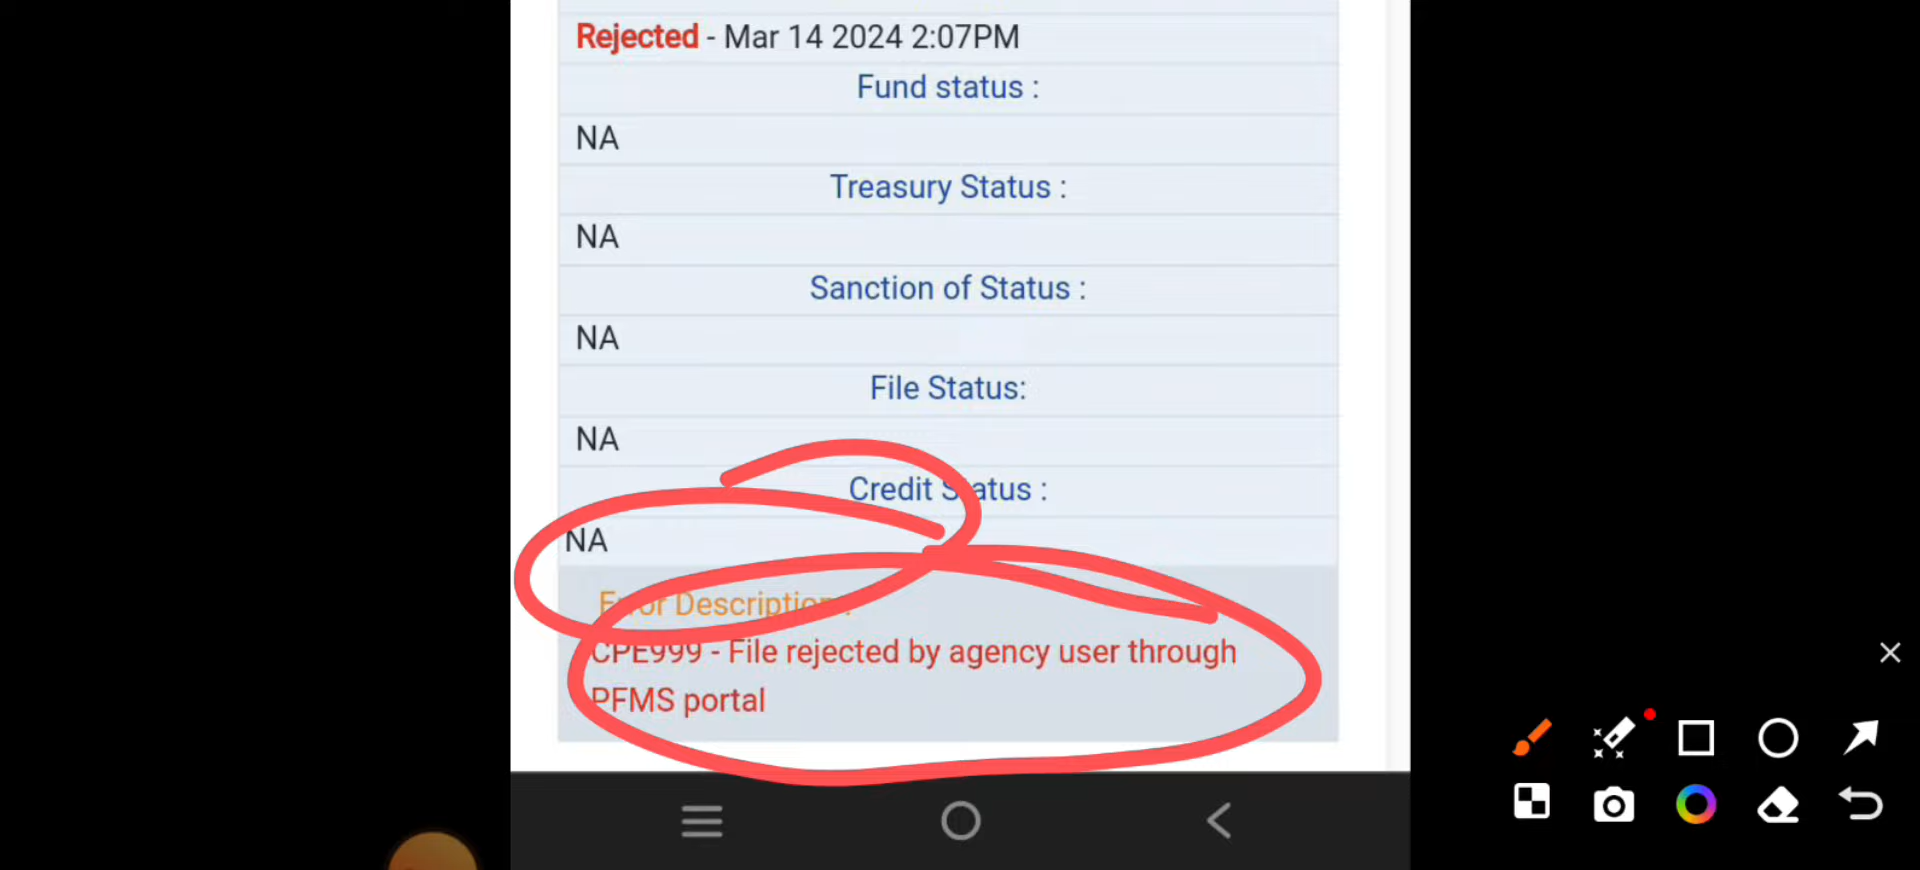 Rejected - Mar 14 2024 2:07PM
Fund status :
NA
Treasury Status :
NA
Sanction of Status :
NA
File Status:
NA
Credit Status :
NA
Error Description :
CPE999 - File rejected by agency user through
PFMS portal